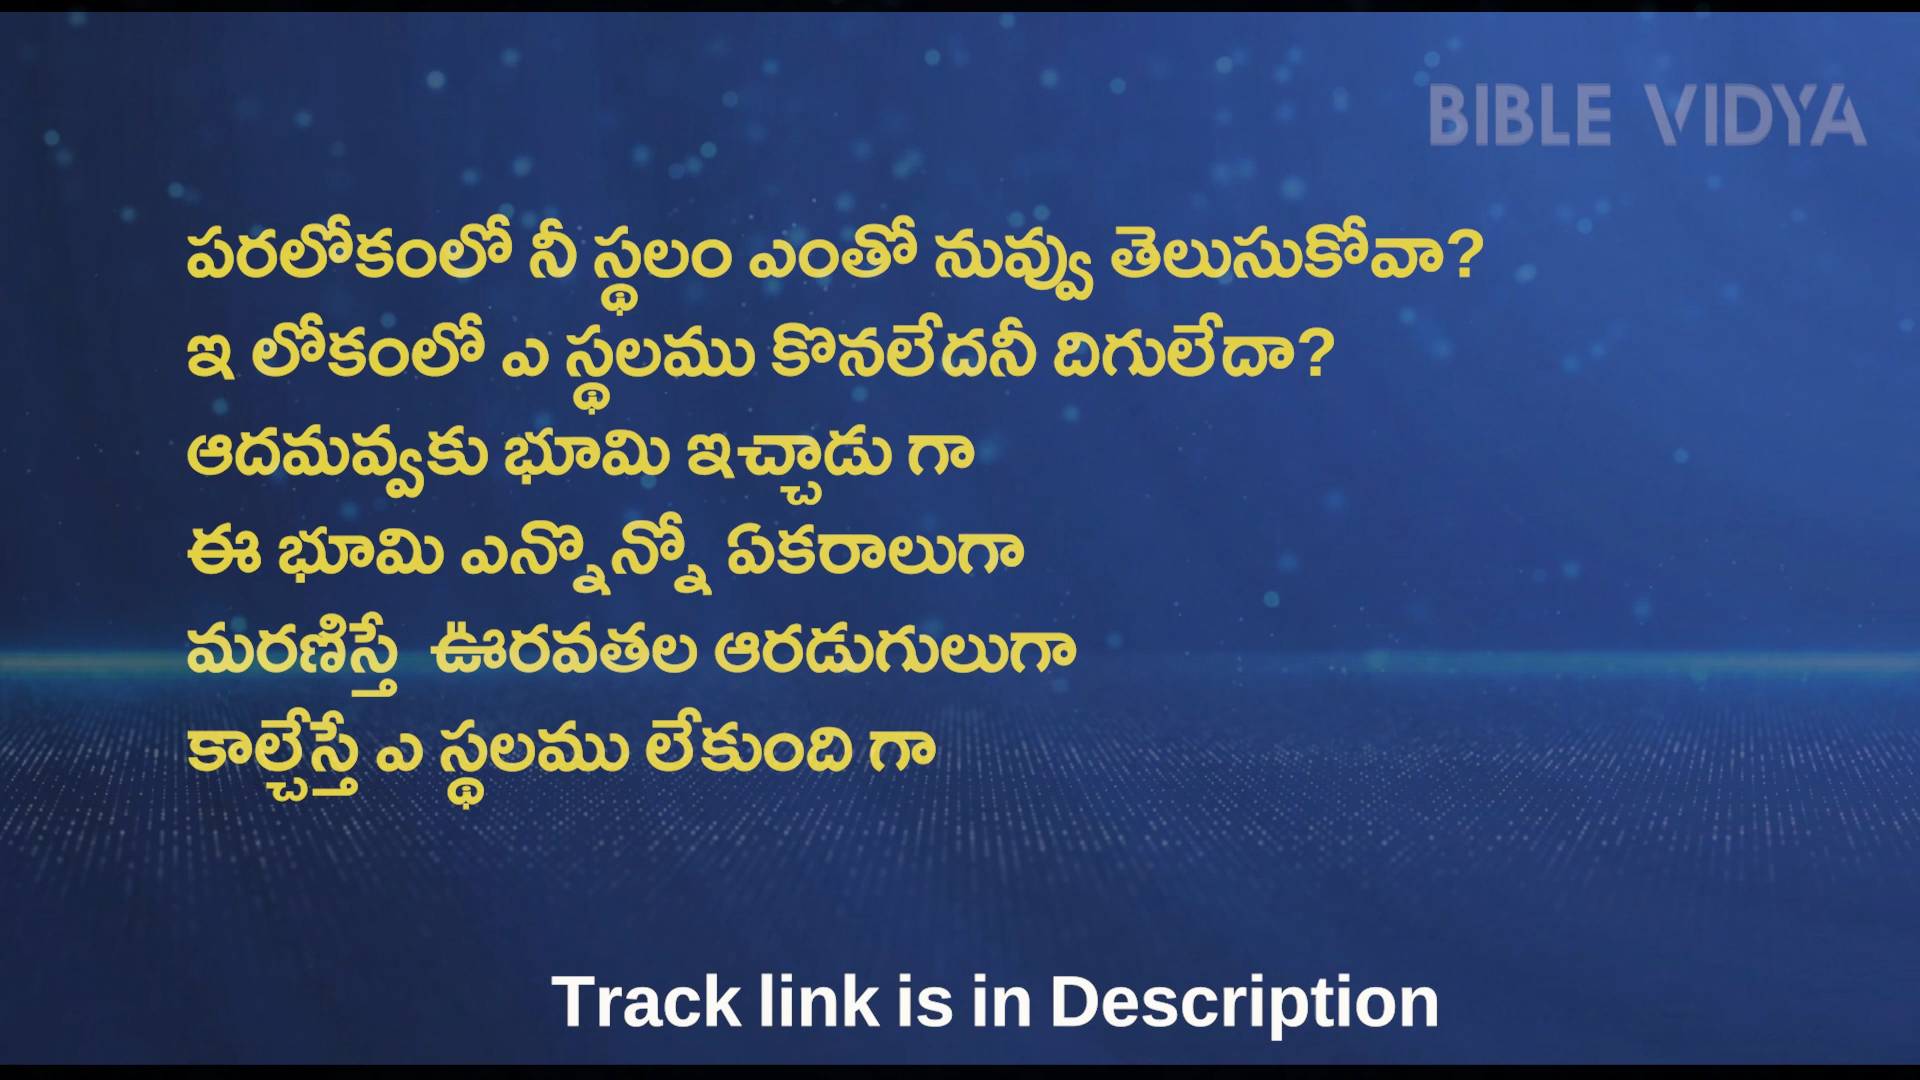 BIBLE VIDYA
పరలోకంలో నీ స్థలం ఎంతో నువ్వు తెలుసుకోవా?
ఇ లోకంలో ఎ స్థలము కొనలేదనీ దిగులేదా?
ఆదమవ్వకు భూమి ఇచ్చాడు గా
ఈ భూమి ఎన్నొన్నో ఏకరాలుగా
మరణిస్తే ఊరవతల ఆరడుగులుగా
కాల్చేస్తే ఎ స్థలము లేకుంది గా
Track link is in Description